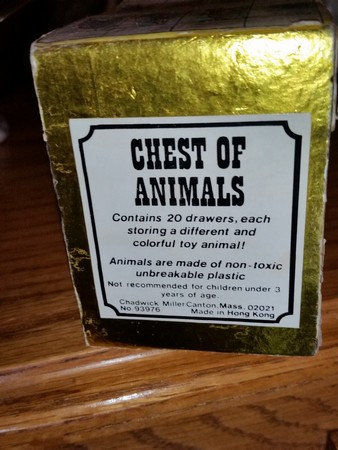 CHEST OF
ANIMALS
Contains 20 drawers, each
storing a different and
colorful toy animal!
Animals are made of non-toxic
unbreakable plastic
Not recommended for children under 3
years of age.
Chadwick Miller Canton, Mass. 02021
No. 93976 Made in Hong Kong